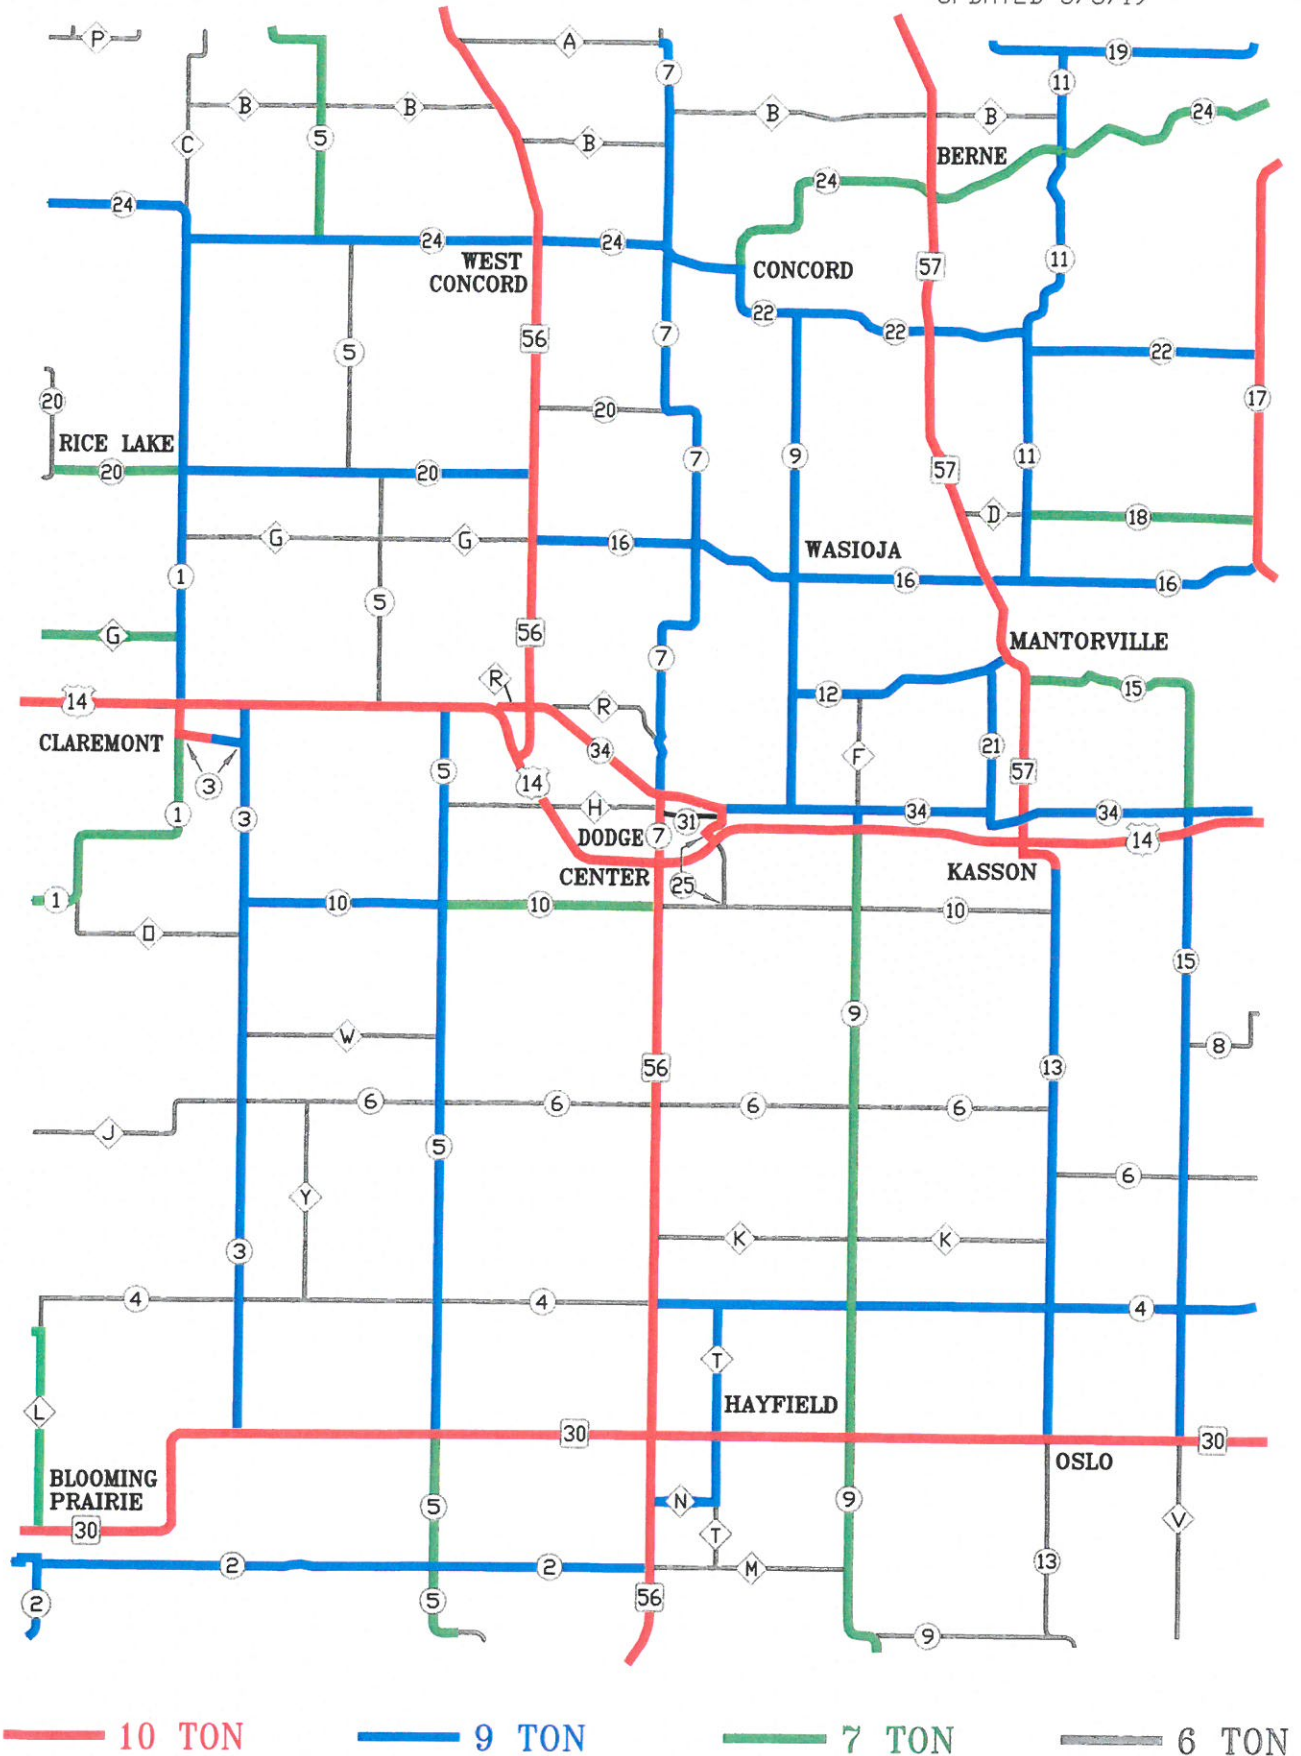 P
A
7
19
11
B
B
5
C
B
B
24
B
BERNE
24
24
24
24
WEST
CONCORD
CONCORD
57
11
22
22
7
56
5
22
20
20
17
RICE LAKE
20
20
7
9
57
11
D
18
G
G
16
WASIOJA
1
16
16
5
G
56
7
MANTORVILLE
R
12
15
14
R
CLAREMONT
34
F
21
3
5
14
57
1
3
H
31
34
34
DODGE
7
14
CENTER
25
KASSON
1
10
10
10
O
15
9
W
8
56
13
6
6
6
6
J
5
6
Y
K
K
3
4
4
4
T
L
HAYFIELD
30
30
OSLO
BLOOMING
PRAIRIE
N
9
5
30
T
V
2
2
M
13
2
5
56
9
10 TON
9 TON
7 TON
6 TON